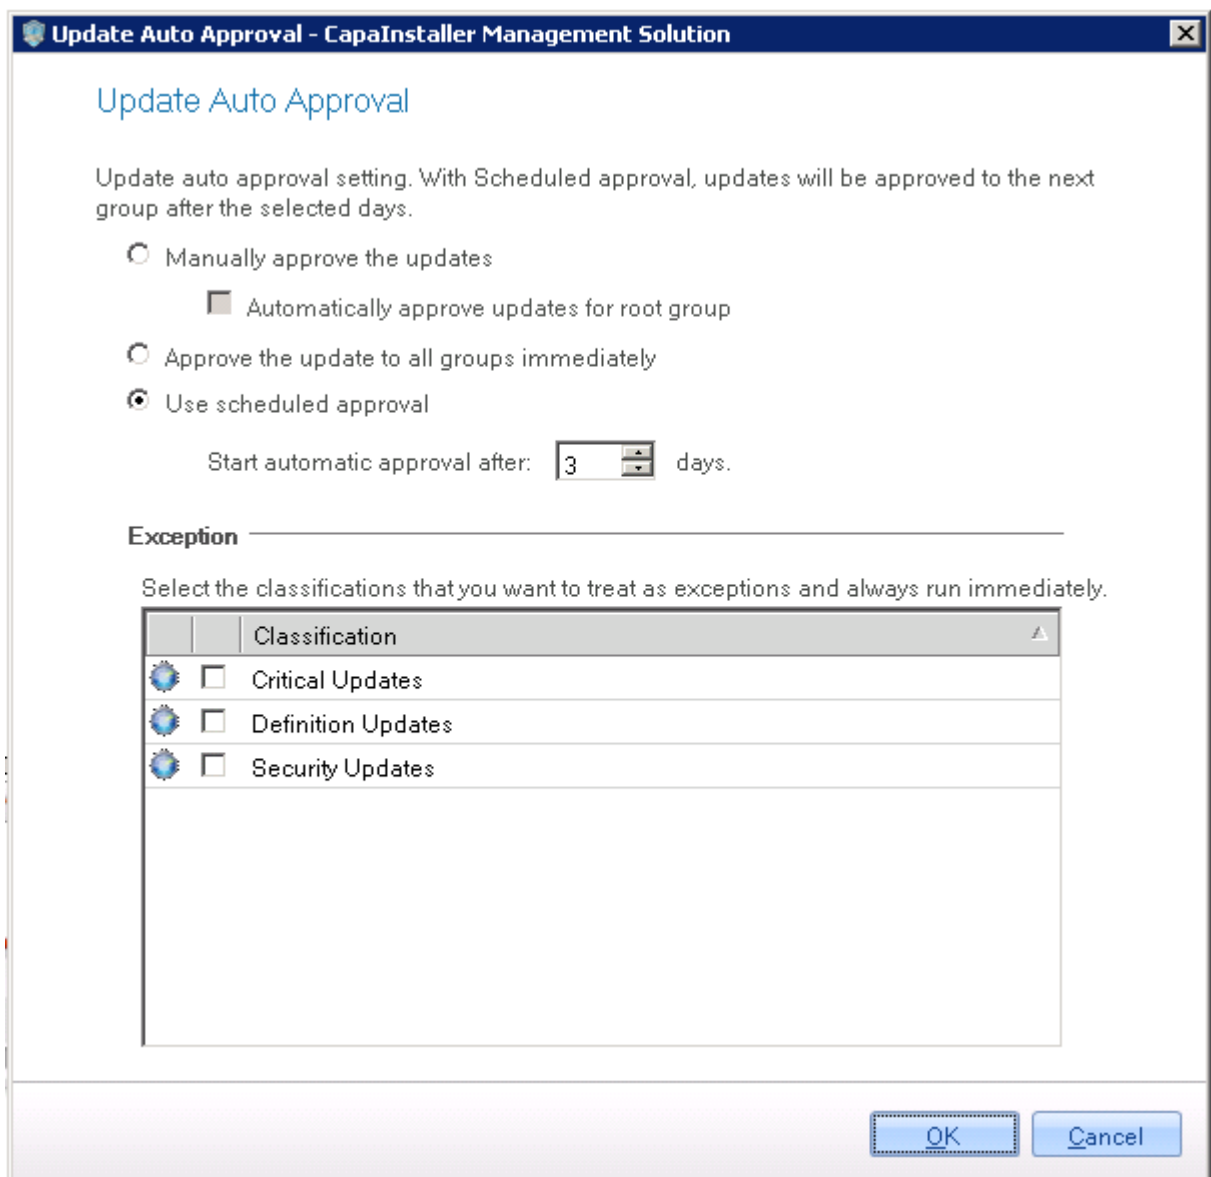 Update Auto Approval - CapaInstaller Management Solution
Update Auto Approval
Update auto approval setting. With Scheduled approval, updates will be approved to the next
group after the selected days.
Manually approve the updates
Automatically approve updates for root group
Approve the update to all groups immediately
Use scheduled approval
Start automatic approval after: 3 days.
Exception
Select the classifications that you want to treat as exceptions and always run immediately.
Classification
Critical Updates
Definition Updates
Security Updates
OK Cancel